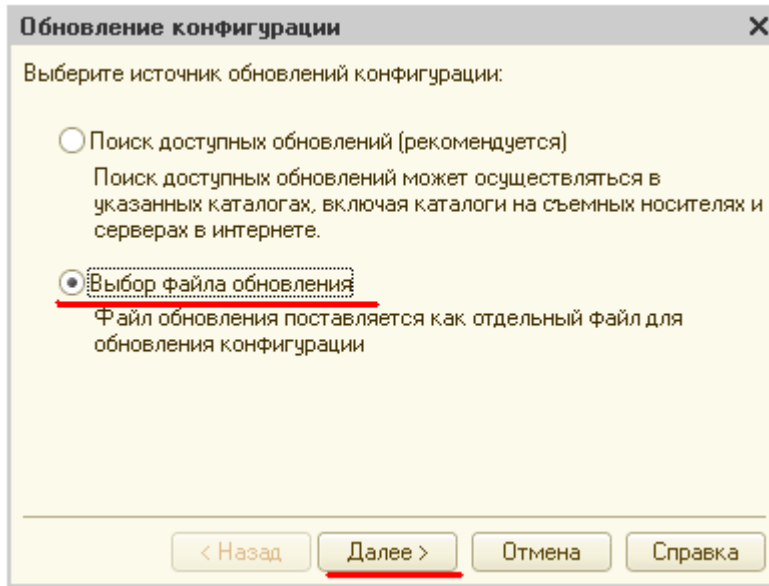 Обновление конфигурации
Выберите источник обновлений конфигурации:
Поиск доступных обновлений (рекомендуется)
Поиск доступных обновлений может осуществляться в
указанных каталогах, включая каталоги на съемных носителях и
серверах в интернете.
Выбор файла обновления
Файл обновления поставляется как отдельный файл для
обновления конфигурации
< Назад Далее > Отмена Справка